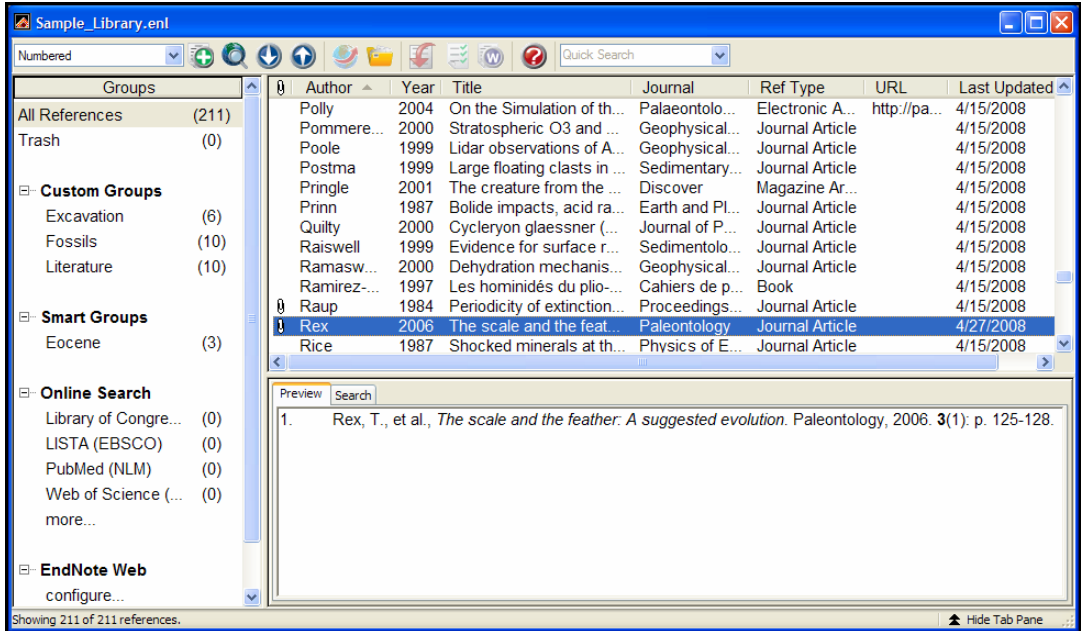 Sample_Library.enl
Numbered
Quick Search
Groups
All References (211)
Trash (0)
Custom Groups
Excavation (6)
Fossils (10)
Literature (10)
Smart Groups
Eocene (3)
Online Search
Library of Congre... (0)
LISTA (EBSCO) (0)
PubMed (NLM) (0)
Web of Science (... (0)
more...
EndNote Web
configure...
Author Year Title Journal Ref Type URL Last Updated
Polly 2004 On the Simulation of th... Palaeontolo... Electronic A... http://pa... 4/15/2008
Pommere... 2000 Stratospheric O3 and ... Geophysical... Journal Article 4/15/2008
Poole 1999 Lidar observations of A... Geophysical... Journal Article 4/15/2008
Postma 1999 Large floating clasts in ... Sedimentary... Journal Article 4/15/2008
Pringle 2001 The creature from the ... Discover Magazine Ar... 4/15/2008
Prinn 1987 Bolide impacts, acid ra... Earth and Pl... Journal Article 4/15/2008
Quilty 2000 Cycleryon glaessner (... Journal of P... Journal Article 4/15/2008
Raiswell 1999 Evidence for surface r... Sedimentolo... Journal Article 4/15/2008
Ramasw... 2000 Dehydration mechanis... Geophysical... Journal Article 4/15/2008
Ramirez-... 1997 Les hominidés du plio-... Cahiers de p... Book 4/15/2008
Raup 1984 Periodicity of extinction... Proceedings... Journal Article 4/15/2008
Rex 2006 The scale and the feat... Paleontology Journal Article 4/27/2008
Rice 1987 Shocked minerals at th... Physics of E... Journal Article 4/15/2008
Preview Search
1. Rex, T., et al., The scale and the feather: A suggested evolution. Paleontology, 2006. 3(1): p. 125-128.
Showing 211 of 211 references.
Hide Tab Pane